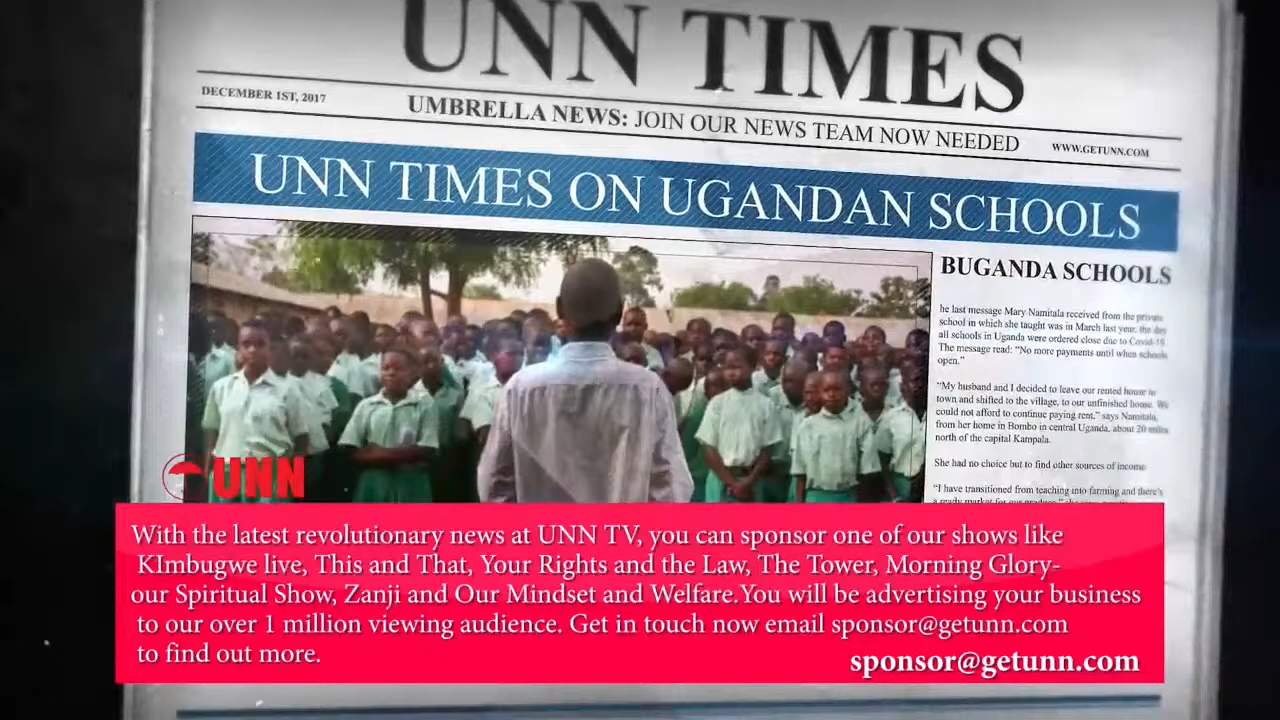 UNN TIMES
DECEMBER 1ST, 2017
UMBRELLA NEWS: JOIN OUR NEWS TEAM NOW NEEDED
WWW.GETUNN.COM
UNN TIMES ON UGANDAN SCHOOLS
BUGANDA SCHOOLS
he last message Mary Namitala received from the private
school in which she taught was in March last year, the day
all schools in Uganda were ordered close due to Covid-19.
The message read: “No more payments until when schools
open.”
“My husband and I decided to leave our rented house in
town and shifted to the village, to our unfinished house. We
could not afford to continue paying rent,” says Namitala,
from her home in Bombo in central Uganda, about 20 miles
north of the capital Kampala.
She had no choice but to find other sources of income.
“I have transitioned from teaching into farming and there's
a ready market for our produce,”
UNN
With the latest revolutionary news at UNN TV, you can sponsor one of our shows like
KImbugwe live, This and That, Your Rights and the Law, The Tower, Morning Glory-
our Spiritual Show, Zanji and Our Mindset and Welfare.You will be advertising your business
to our over 1 million viewing audience. Get in touch now email sponsor@getunn.com
to find out more.
sponsor@getunn.com